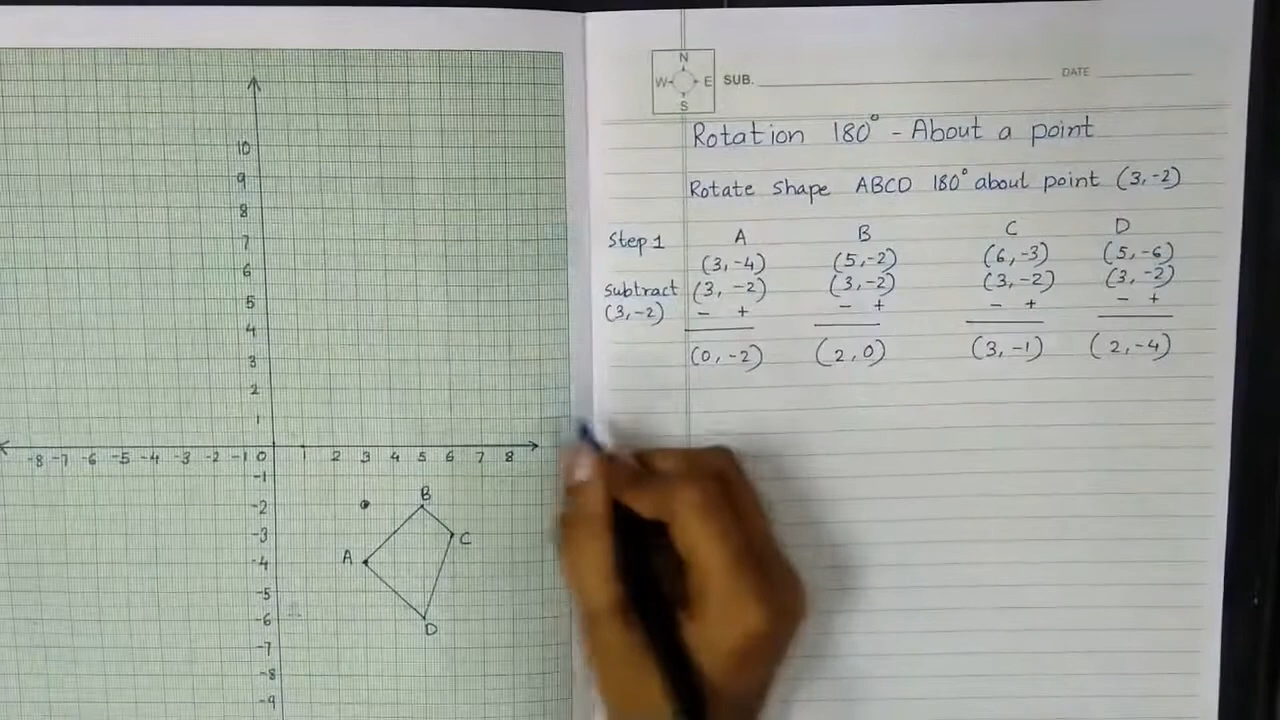 N
W E SUB. DATE
S
Rotation 180° - About a point
Rotate shape ABCD 180° about point (3,-2)
Step 1 A B C D
(3,-4) (5,-2) (6,-3) (5,-6)
subtract (3,-2) (3,-2) (3,-2) (3,-2)
(3,-2) - + - + - + - +
(0,-2) (2,0) (3,-1) (2,-4)
10
9
8
7
6
5
4
3
2
1
-8 -7 -6 -5 -4 -3 -2 -1 0 1 2 3 4 5 6 7 8
-1
-2
-3
-4
-5
-6
-7
-8
-9
B
C
A
D